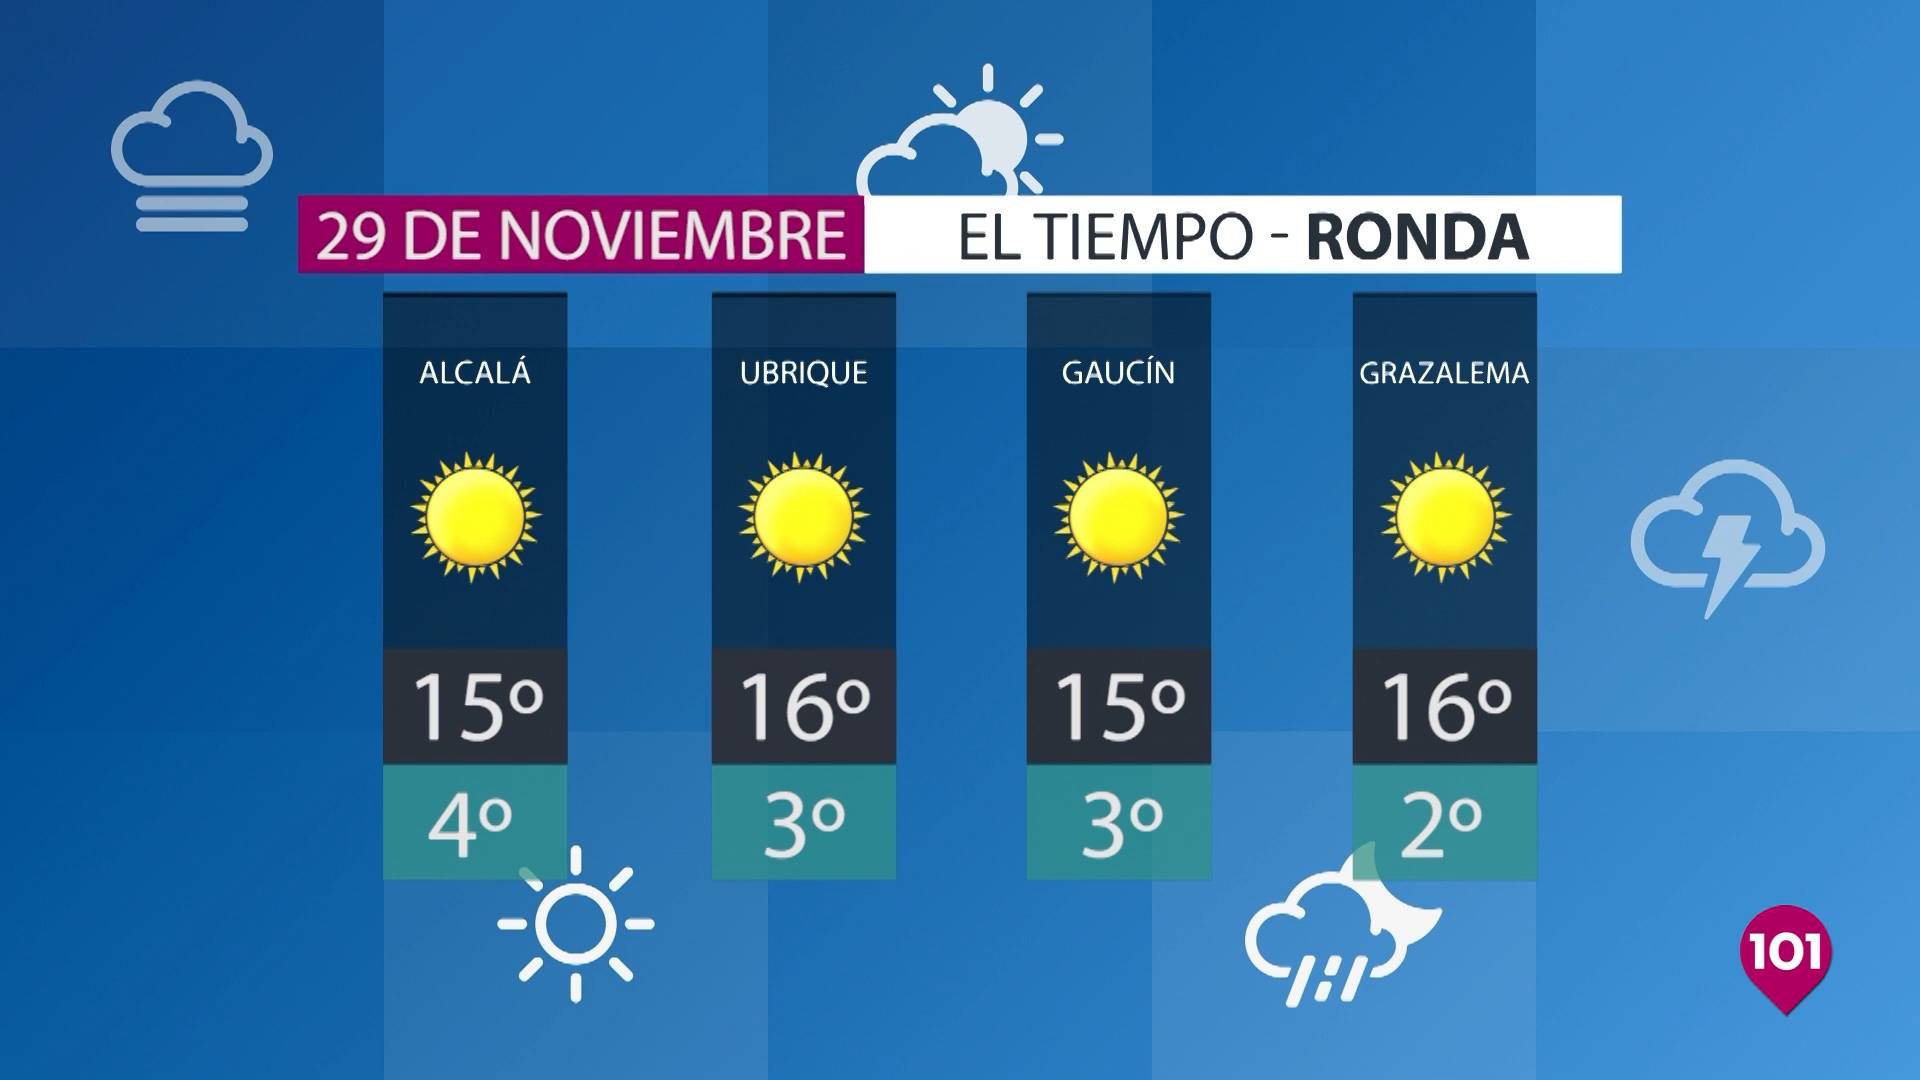 29 DE NOVIEMBRE EL TIEMPO - RONDA
ALCALÁ UBRIQUE GAUCÍN GRAZALEMA
15º 16º 15º 16º
4º 3º 3º 2º
101